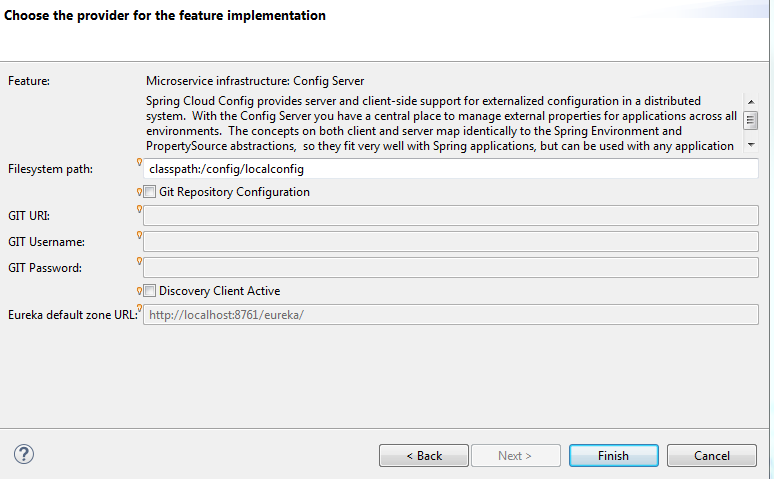 Choose the provider for the feature implementation
Feature: Microservice infrastructure: Config Server
Spring Cloud Config provides server and client-side support for externalized configuration in a distributed
system.  With the Config Server you have a central place to manage external properties for applications across all
environments.  The concepts on both client and server map identically to the Spring Environment and
PropertySource abstractions,  so they fit very well with Spring applications, but can be used with any application
Filesystem path: classpath:/config/localconfig
Git Repository Configuration
GIT URI:
GIT Username:
GIT Password:
Discovery Client Active
Eureka default zone URL: http://localhost:8761/eureka/
? < Back Next > Finish Cancel